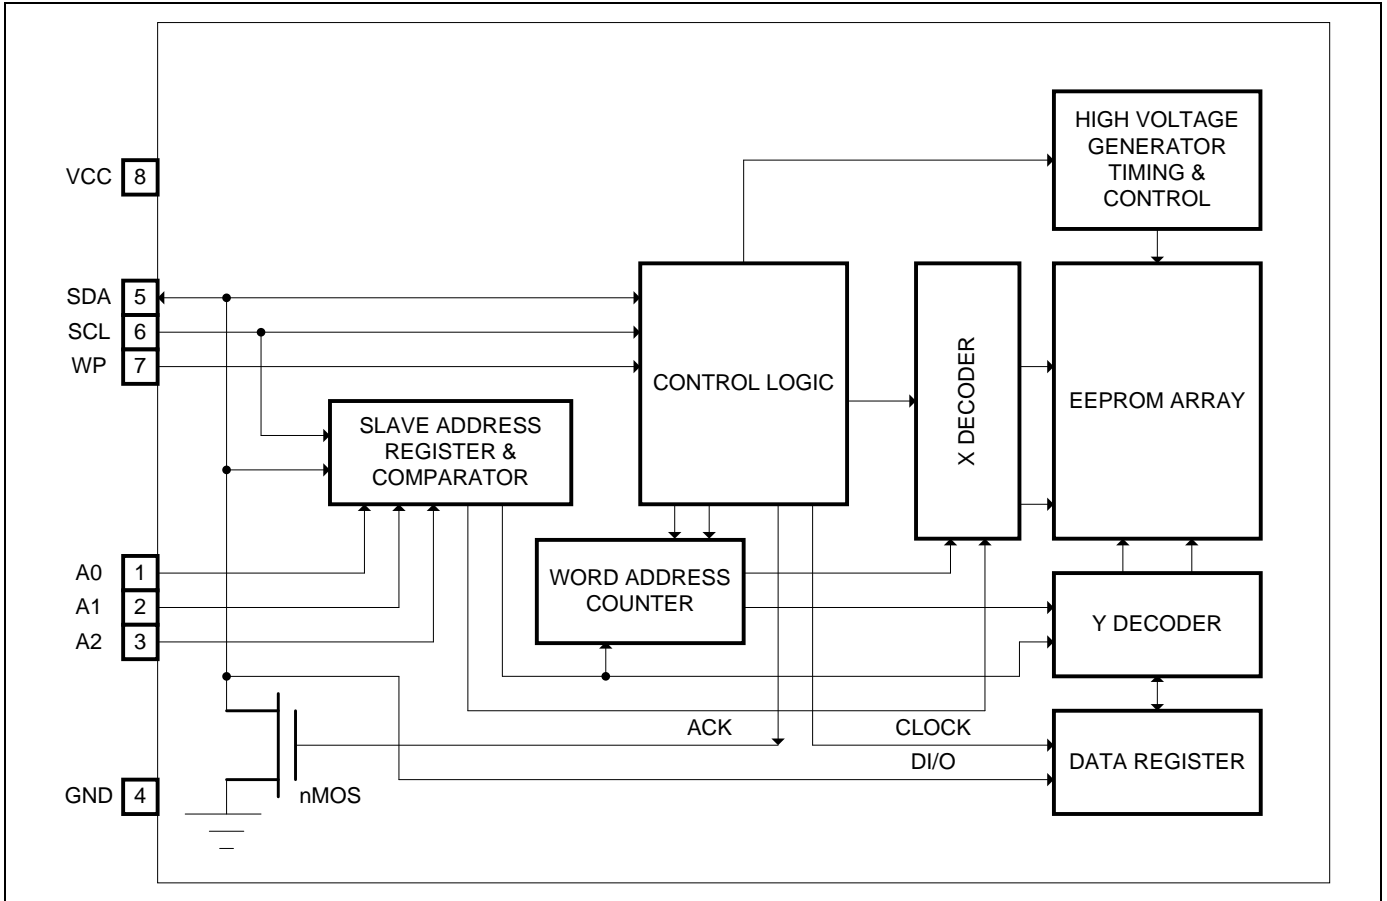 HIGH VOLTAGE
GENERATOR
TIMING &
CONTROL
VCC 8
SDA 5
SCL 6
WP 7
CONTROL LOGIC
X DECODER
EEPROM ARRAY
SLAVE ADDRESS
REGISTER &
COMPARATOR
A0 1
A1 2
A2 3
WORD ADDRESS
COUNTER
Y DECODER
ACK
CLOCK
DI/O
DATA REGISTER
GND 4
nMOS